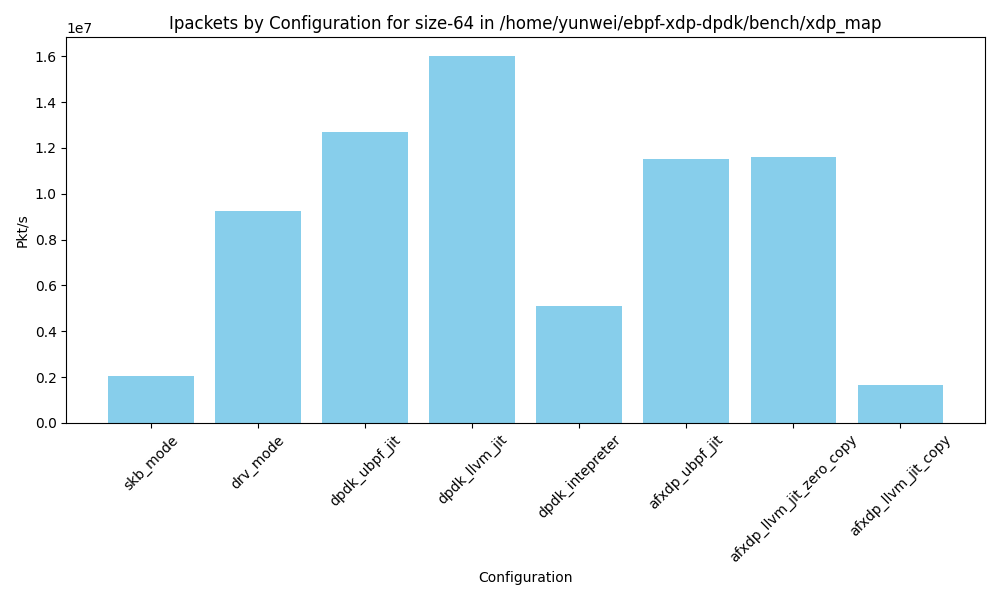 Ipackets by Configuration for size-64 in /home/yunwei/ebpf-xdp-dpdk/bench/xdp_map
1e7
1.6
1.4
1.2
1.0
0.8
0.6
0.4
0.2
0.0
Pkt/s
skb_mode
drv_mode
dpdk_ubpf_jit
dpdk_llvm_jit
dpdk_intepreter
afxdp_ubpf_jit
afxdp_llvm_jit_zero_copy
afxdp_llvm_jit_copy
Configuration